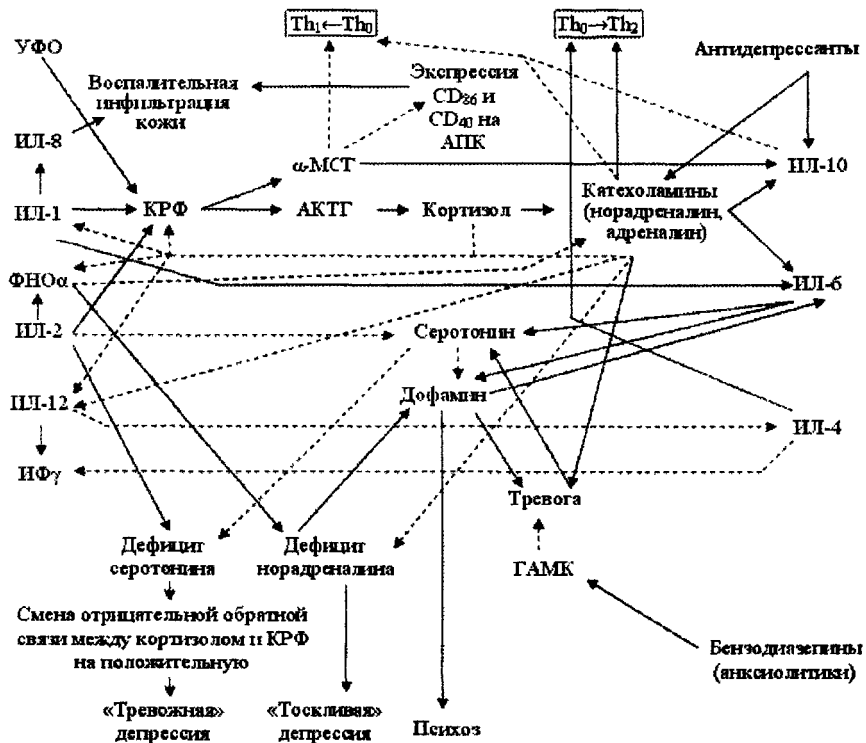 Th₁←Th₀
Th₀→Th₂
УФО
Антидепрессанты
Воспалительная
инфильтрация
кожи
Экспрессия
CD₈₆ и
CD₄₀ на
АПК
ИЛ-8
α-МСГ
ИЛ-10
Катехоламины
(норадреналин,
адреналин)
ИЛ-1
КРФ
АКТГ
Кортизол
ФНОα
ИЛ-6
ИЛ-2
Серотонин
ИЛ-12
Дофамин
ИЛ-4
ИФγ
Тревога
Дефицит
серотонина
Дефицит
норадреналина
ГАМК
Смена отрицательной обратной
связи между кортизолом и КРФ
на положительную
Бензодиазепины
(анксиолитики)
«Тревожная»
депрессия
«Тоскливая»
депрессия
Психоз